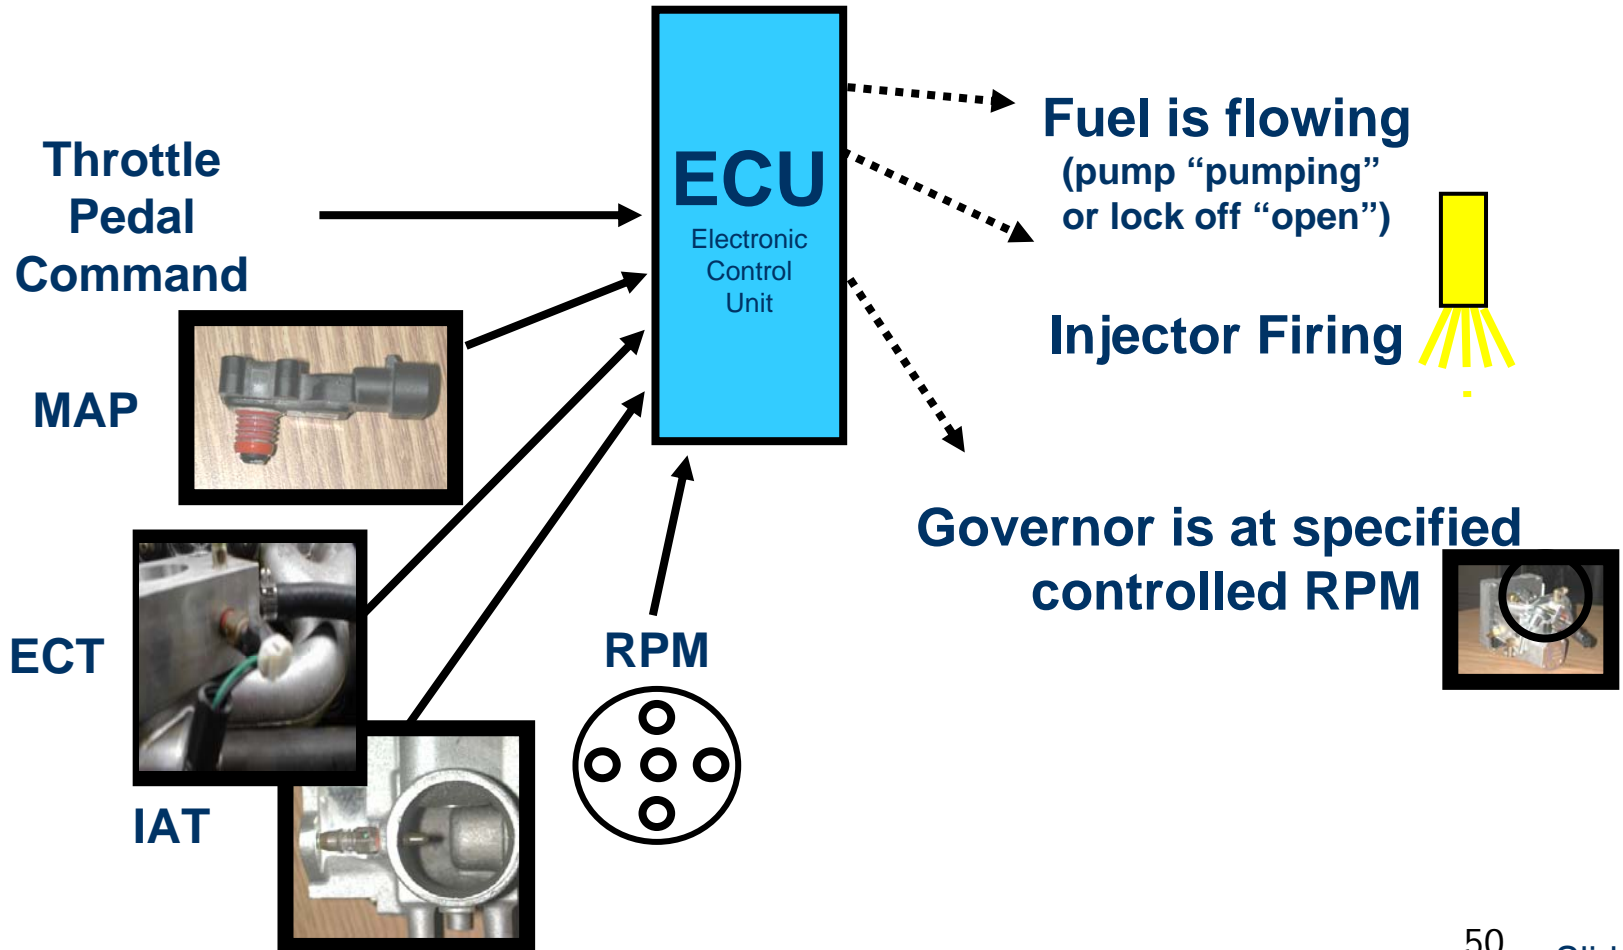 Throttle
Pedal
Command
MAP
ECT
IAT
RPM
ECU
Electronic
Control
Unit
Fuel is flowing
(pump “pumping”
or lock off “open”)
Injector Firing
Governor is at specified
controlled RPM
50